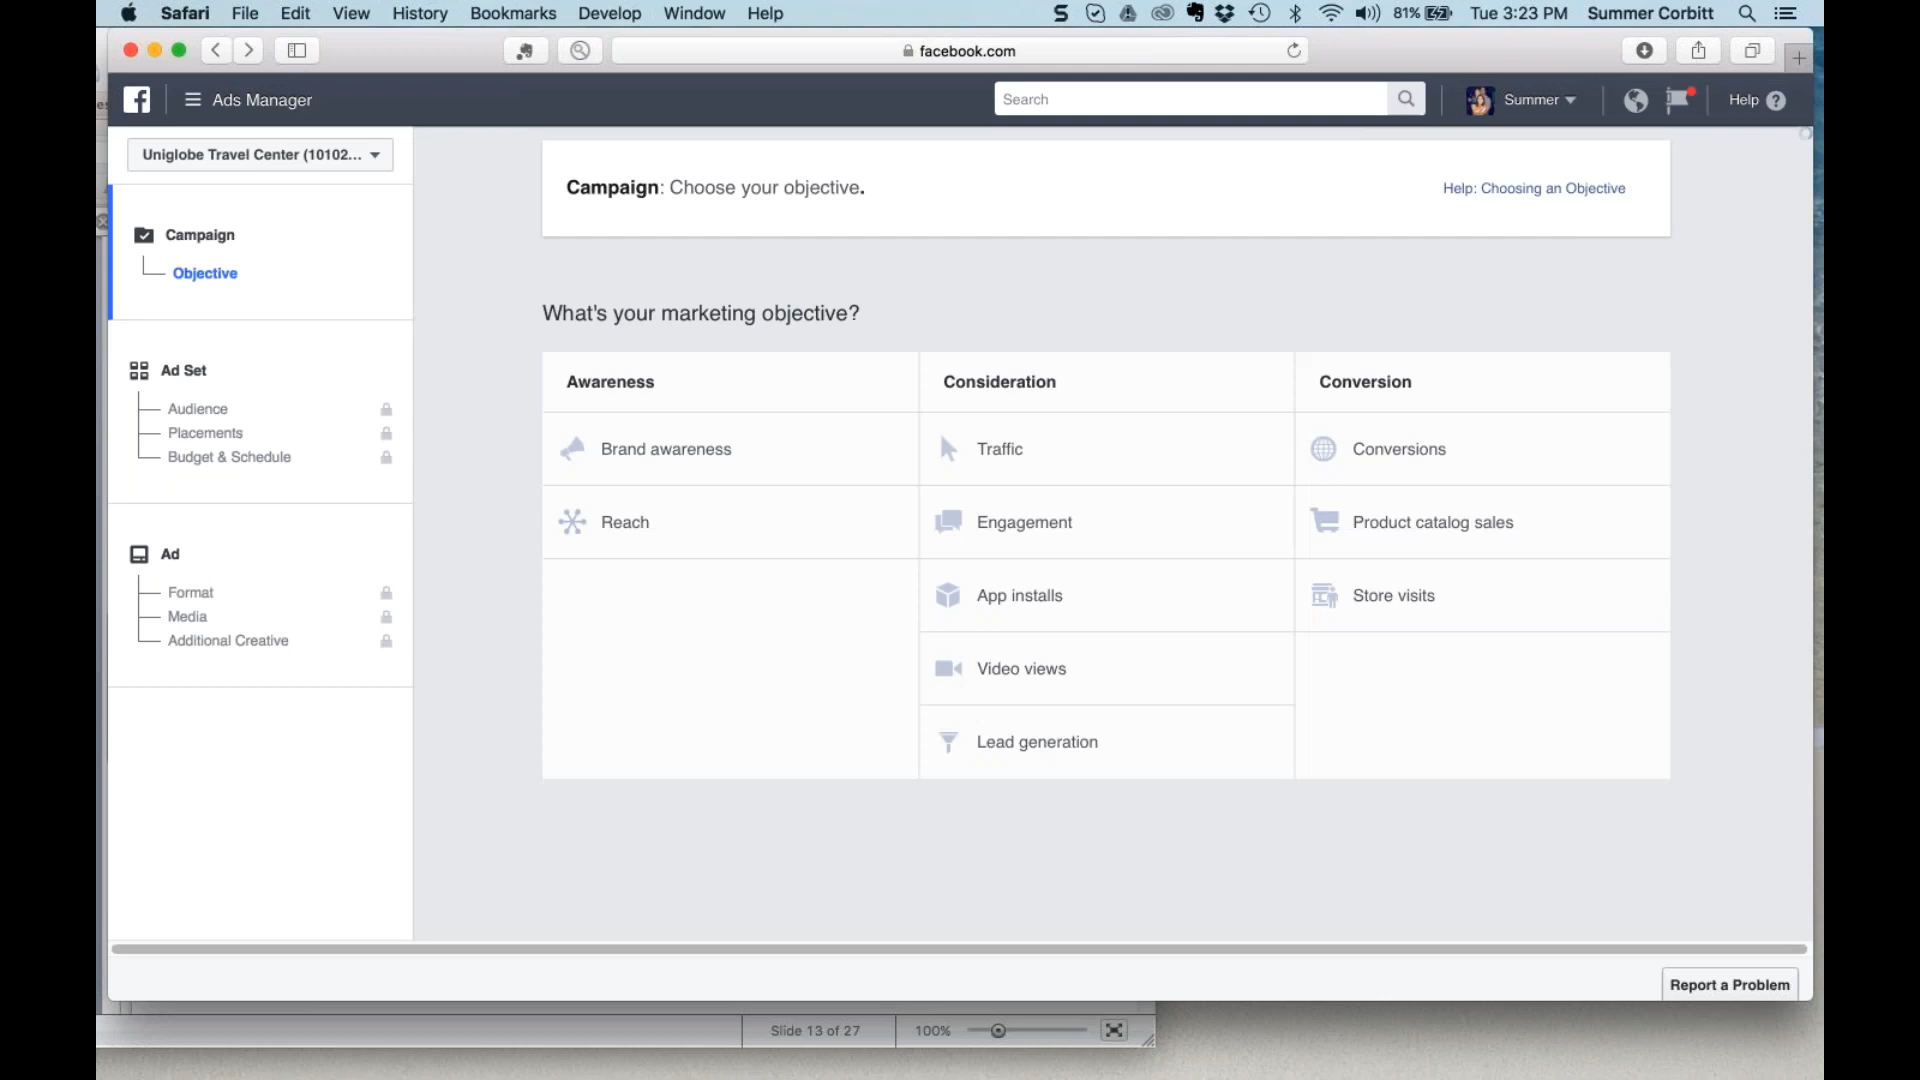 Safari File Edit View History Bookmarks Develop Window Help 81% Tue 3:23 PM Summer Corbitt
facebook.com
Ads Manager Search Summer Help
Uniglobe Travel Center (10102...
Campaign
Objective
Ad Set
Audience
Placements
Budget & Schedule
Ad
Format
Media
Additional Creative
Campaign: Choose your objective. Help: Choosing an Objective
What's your marketing objective?
Awareness Consideration Conversion
Brand awareness Traffic Conversions
Reach Engagement Product catalog sales
App installs Store visits
Video views
Lead generation
Report a Problem
Slide 13 of 27 100%